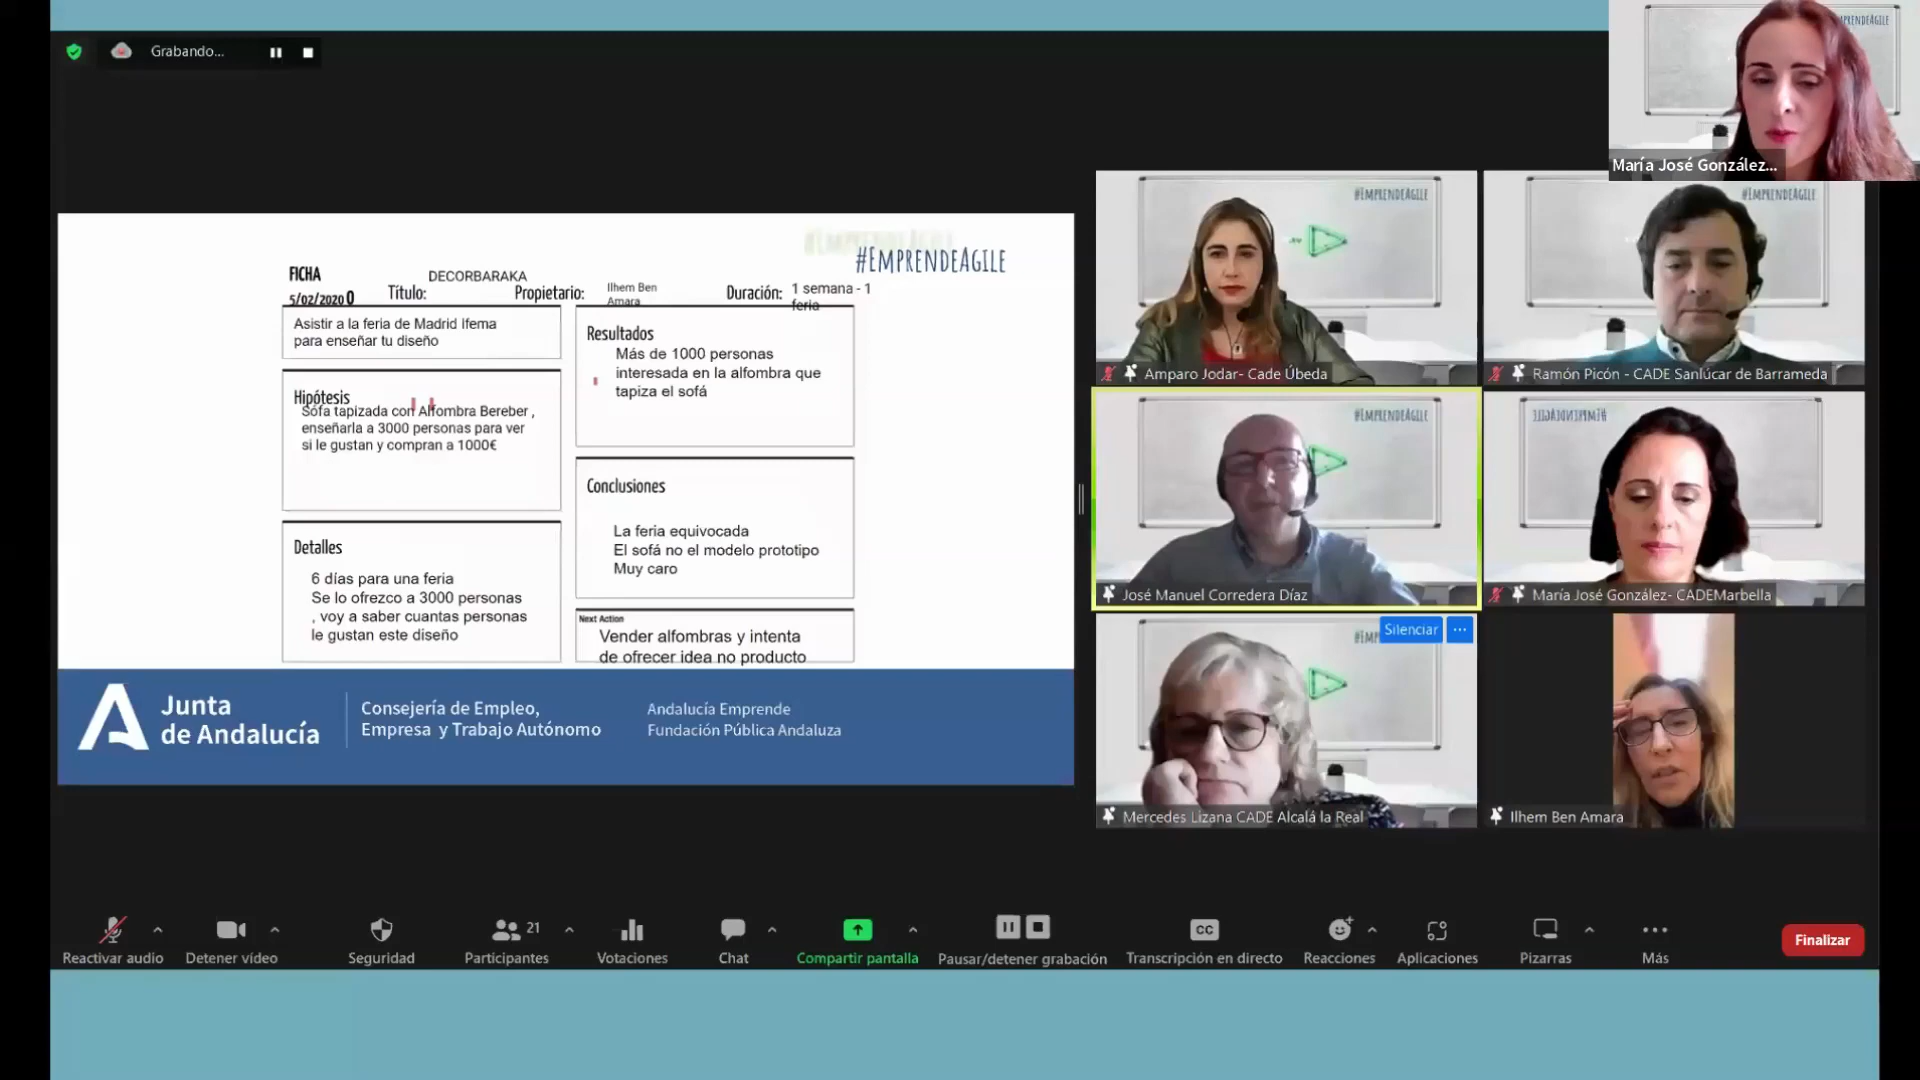 Grabando...
#EMPRENDEAGILE
FICHA
5/02/2020 0
Título:
DECORBARAKA
Propietario:
Ilhem Ben
Amara
Duración:
1 semana - 1
feria
Asistir a la feria de Madrid Ifema
para enseñar tu diseño
Hipótesis
Sofa tapizada con Alfombra Bereber ,
enseñarla a 3000 personas para ver
si le gustan y compran a 1000€
Detalles
6 días para una feria
Se lo ofrezco a 3000 personas
, voy a saber cuantas personas
le gustan este diseño
Resultados
Más de 1000 personas
interesada en la alfombra que
tapiza el sofá
Conclusiones
La feria equivocada
El sofá no el modelo prototipo
Muy caro
Next Action
Vender alfombras y intenta
de ofrecer idea no producto
Junta
de Andalucía
Consejería de Empleo,
Empresa y Trabajo Autónomo
Andalucía Emprende
Fundación Pública Andaluza
María José González...
#EMPRENDEAGILE
Amparo Jodar- Cade Úbeda
#EMPRENDEAGILE
Ramón Picón - CADE Sanlúcar de Barrameda
#EMPRENDEAGILE
José Manuel Corredera Díaz
#EMPRENDEAGILE
María José González- CADEMarbella
Silenciar
Mercedes Lizana CADE Alcalá la Real
Ilhem Ben Amara
Reactivar audio
Detener vídeo
Seguridad
21
Participantes
Votaciones
Chat
Compartir pantalla
Pausar/detener grabación
CC
Transcripción en directo
Reacciones
Aplicaciones
Pizarras
Más
Finalizar